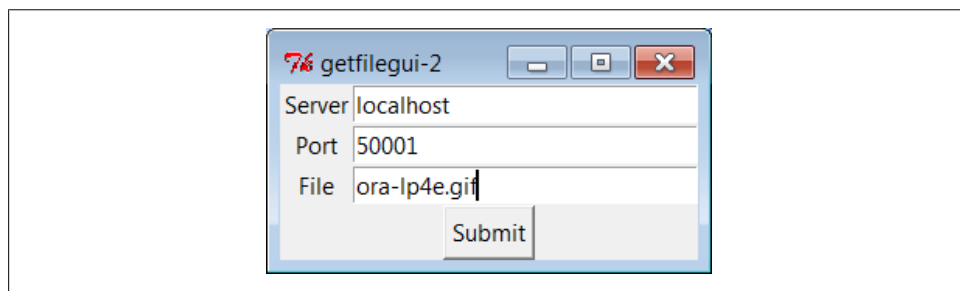 getfilegui-2
Server localhost
Port 50001
File ora-lp4e.gif
Submit